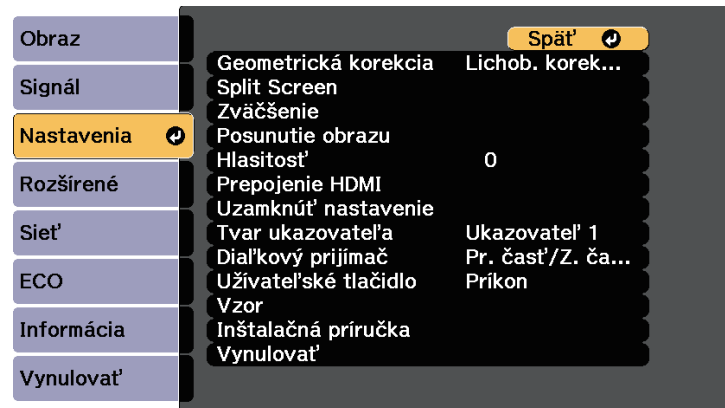 Obraz
Signál
Nastavenia
Rozšírené
Sieť
ECO
Informácia
Vynulovať
Späť
Geometrická korekcia Lichob. korek...
Split Screen
Zväčšenie
Posunutie obrazu
Hlasitosť 0
Prepojenie HDMI
Uzamknúť nastavenie
Tvar ukazovateľa Ukazovateľ 1
Diaľkový prijímač Pr. časť/Z. ča...
Užívateľské tlačidlo Príkon
Vzor
Inštalačná príručka
Vynulovať